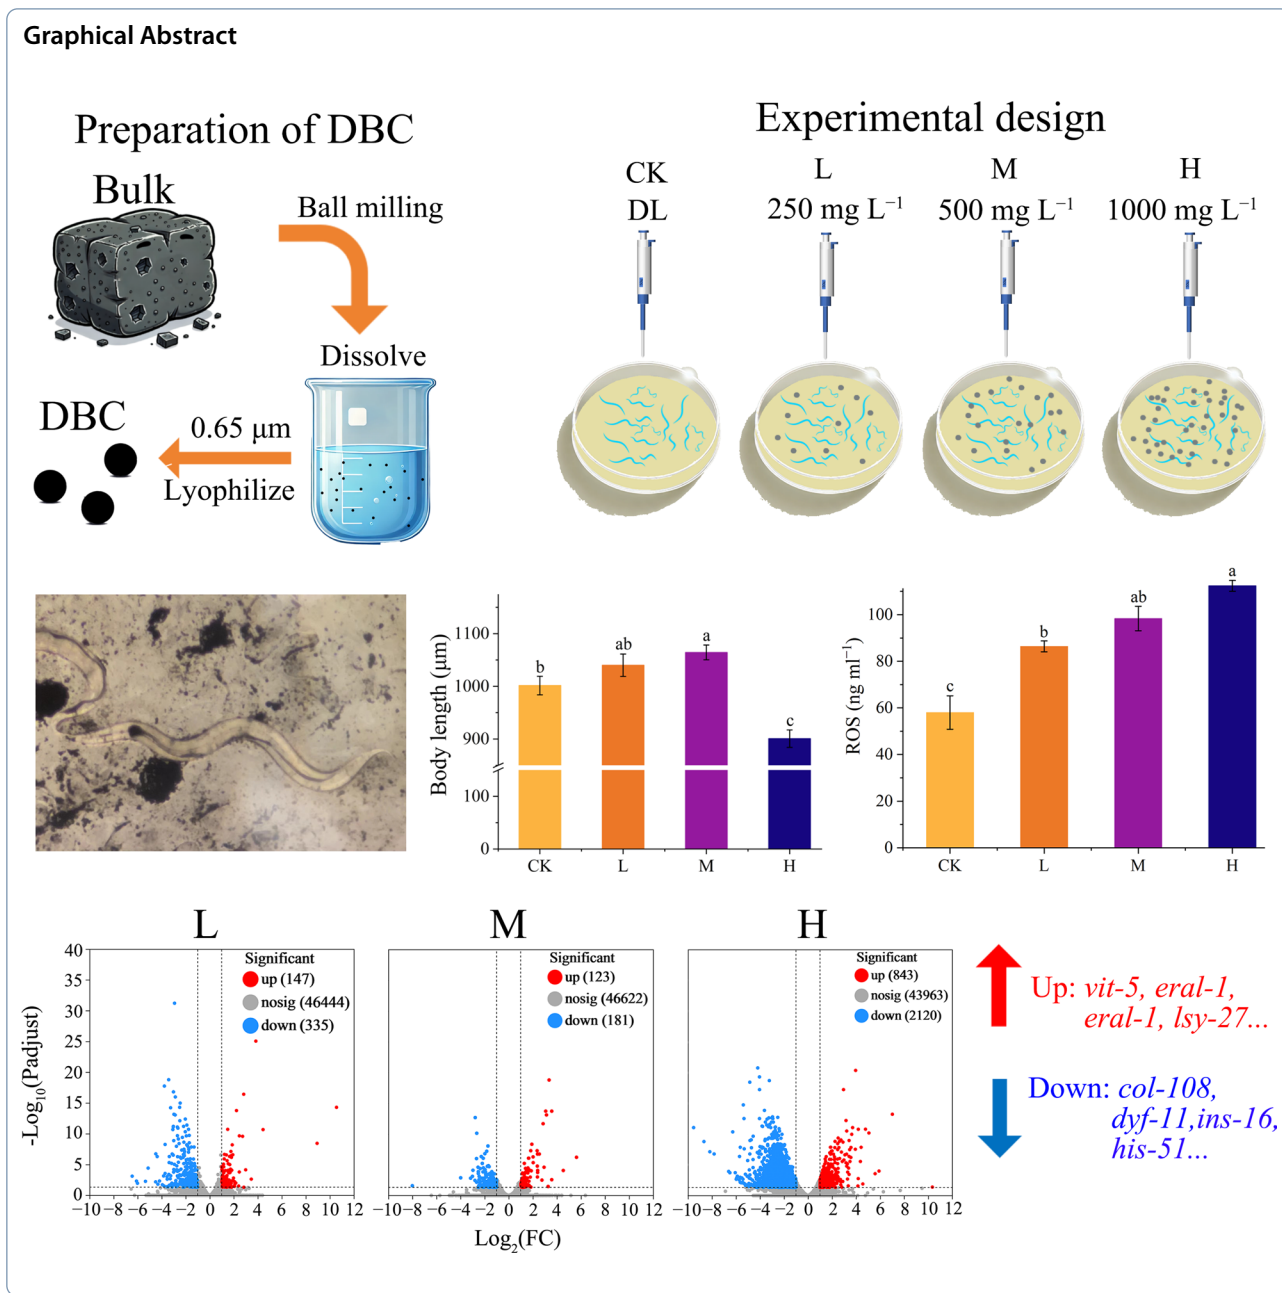 Graphical Abstract
Preparation of DBC
Bulk
Ball milling
Dissolve
DBC
0.65 μm
Lyophilize
Experimental design
CK
DL
L
250 mg L⁻¹
M
500 mg L⁻¹
H
1000 mg L⁻¹
Body length (μm)
1100
1000
900
100
0
b
ab
a
c
CK
L
M
H
ROS (ng ml⁻¹)
100
80
60
40
20
0
c
b
ab
a
CK
L
M
H
L
M
H
-Log₁₀(Padjust)
40
35
30
25
20
15
10
5
0
Significant
up (147)
nosig (46444)
down (335)
−10 −8 −6 −4 −2 0 2 4 6 8 10 12
Significant
up (123)
nosig (46622)
down (181)
−10 −8 −6 −4 −2 0 2 4 6 8 10 12
Significant
up (843)
nosig (43963)
down (2120)
−10 −8 −6 −4 −2 0 2 4 6 8 10 12
Log₂(FC)
Up: vit-5, eral-1,
eral-1, lsy-27...
Down: col-108,
dyf-11,ins-16,
his-51...